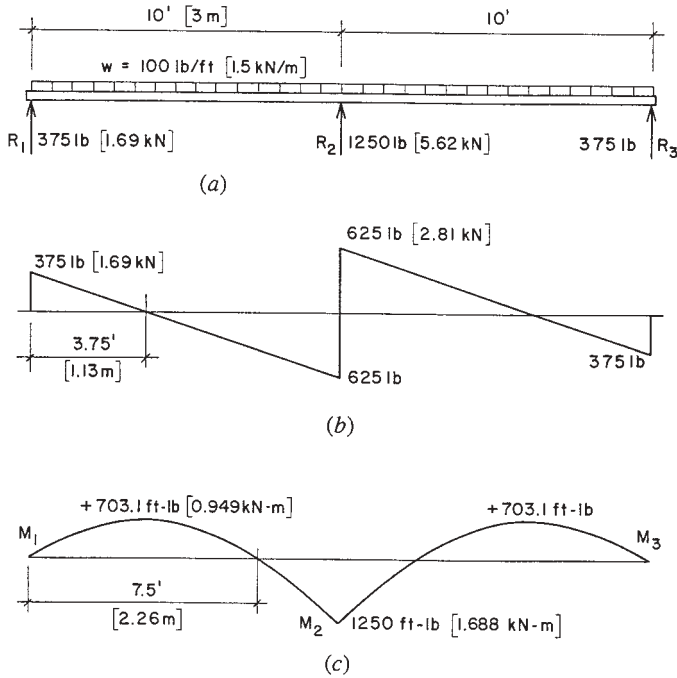 10' [3 m] 10'
w = 100 lb/ft [1.5 kN/m]
R1 375 lb [1.69 kN] R2 1250 lb [5.62 kN] 375 lb R3
(a)
625 lb [2.81 kN]
375 lb [1.69 kN]
3.75'
[1.13 m]
375 lb
625 lb
(b)
+703.1 ft-lb [0.949 kN-m] +703.1 ft-lb
M1 M3
7.5'
[2.26 m]
M2 1250 ft-lb [1.688 kN-m]
(c)